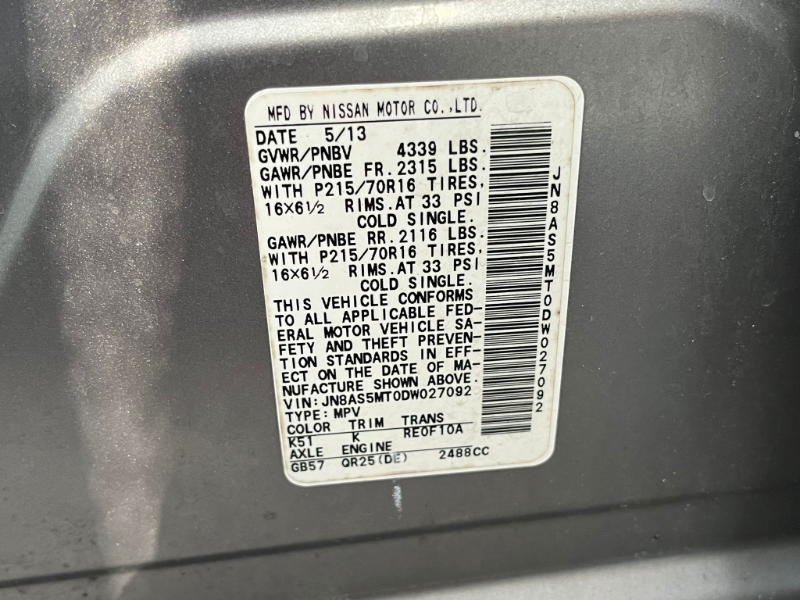 MFD BY NISSAN MOTOR CO.,LTD.
DATE 5/13
GVWR/PNBV 4339 LBS.
GAWR/PNBE FR. 2315 LBS.
WITH P215/70R16 TIRES,
16×6½ RIMS.AT 33 PSI
COLD SINGLE.
GAWR/PNBE RR. 2116 LBS.
WITH P215/70R16 TIRES,
16×6½ RIMS.AT 33 PSI
COLD SINGLE.
THIS VEHICLE CONFORMS
TO ALL APPLICABLE FED-
ERAL MOTOR VEHICLE SA-
FETY AND THEFT PREVEN-
TION STANDARDS IN EFF-
ECT ON THE DATE OF MA-
NUFACTURE SHOWN ABOVE.
VIN: JN8AS5MT0DW027092
TYPE: MPV
COLOR TRIM TRANS
K51 K RE0F10A
AXLE ENGINE
GB57 QR25(DE) 2488CC
JN8AS5MT0DW027092